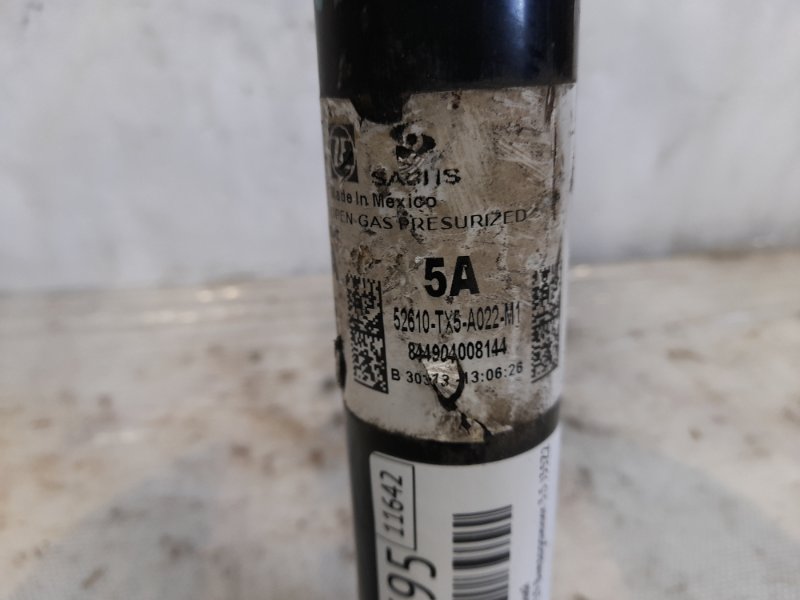 ZF
SACHS
Made In Mexico
OPEN GAS PRESURIZED
5A
52610-TX5-A022-M1
844904008144
B 30373 13:06:26
11642
95